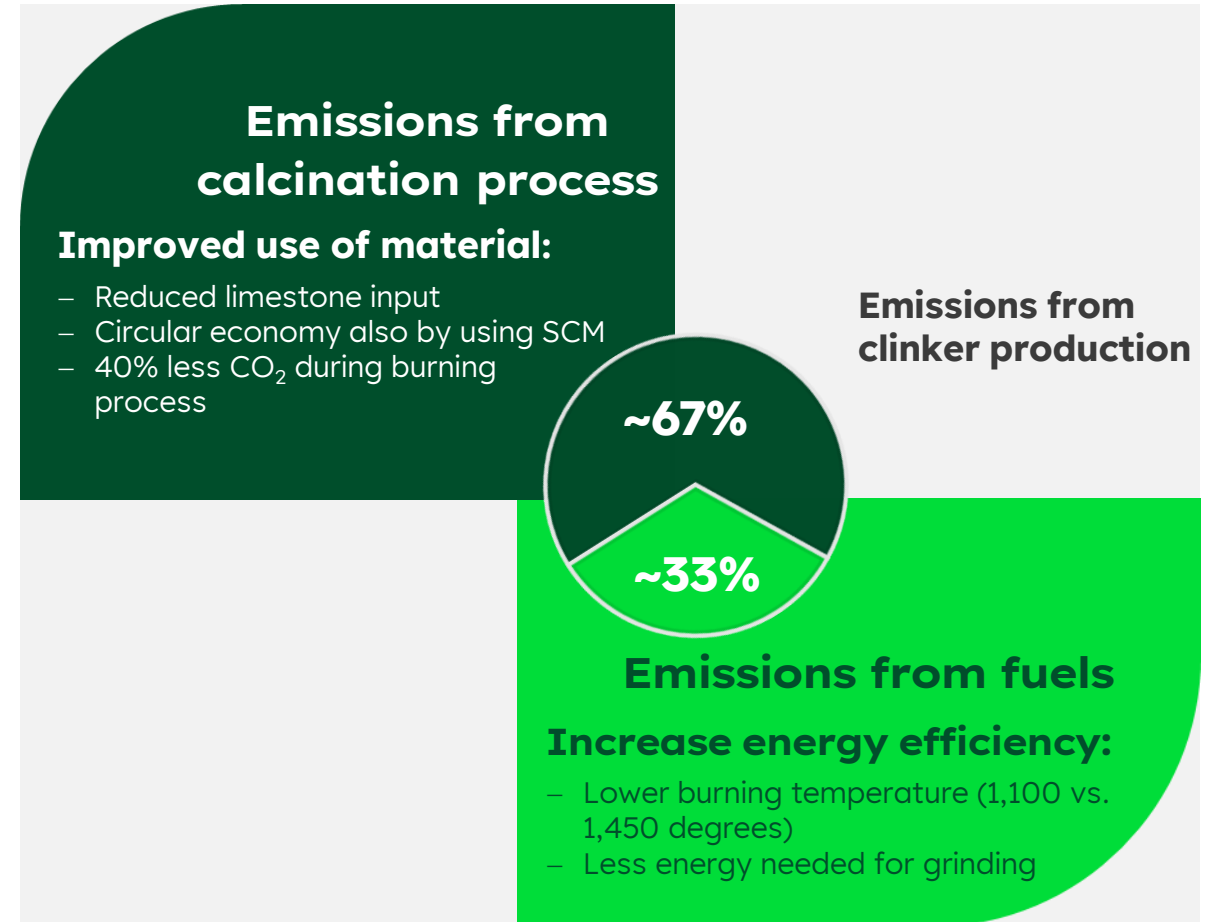 Emissions from
calcination process
Improved use of material:
– Reduced limestone input
– Circular economy also by using SCM
– 40% less CO₂ during burning
process
Emissions from
clinker production
~67%
~33%
Emissions from fuels
Increase energy efficiency:
– Lower burning temperature (1,100 vs.
1,450 degrees)
– Less energy needed for grinding